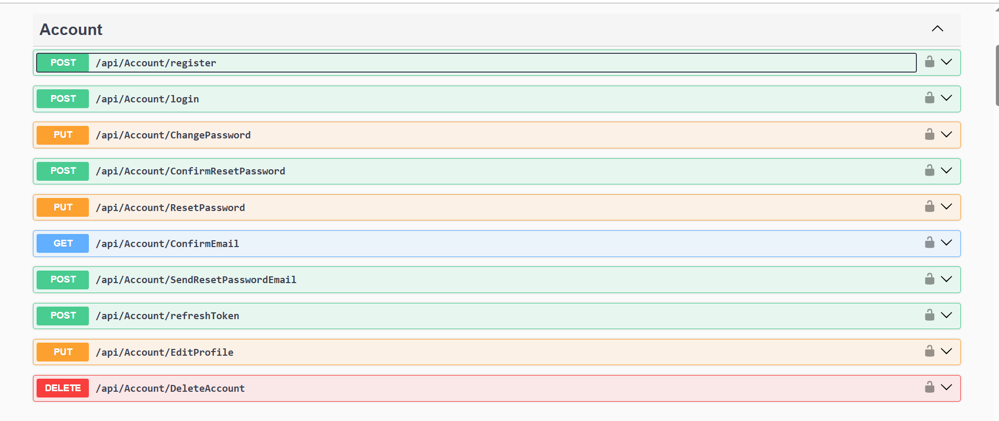 Account
POST /api/Account/register
POST /api/Account/login
PUT /api/Account/ChangePassword
POST /api/Account/ConfirmResetPassword
PUT /api/Account/ResetPassword
GET /api/Account/ConfirmEmail
POST /api/Account/SendResetPasswordEmail
POST /api/Account/refreshToken
PUT /api/Account/EditProfile
DELETE /api/Account/DeleteAccount